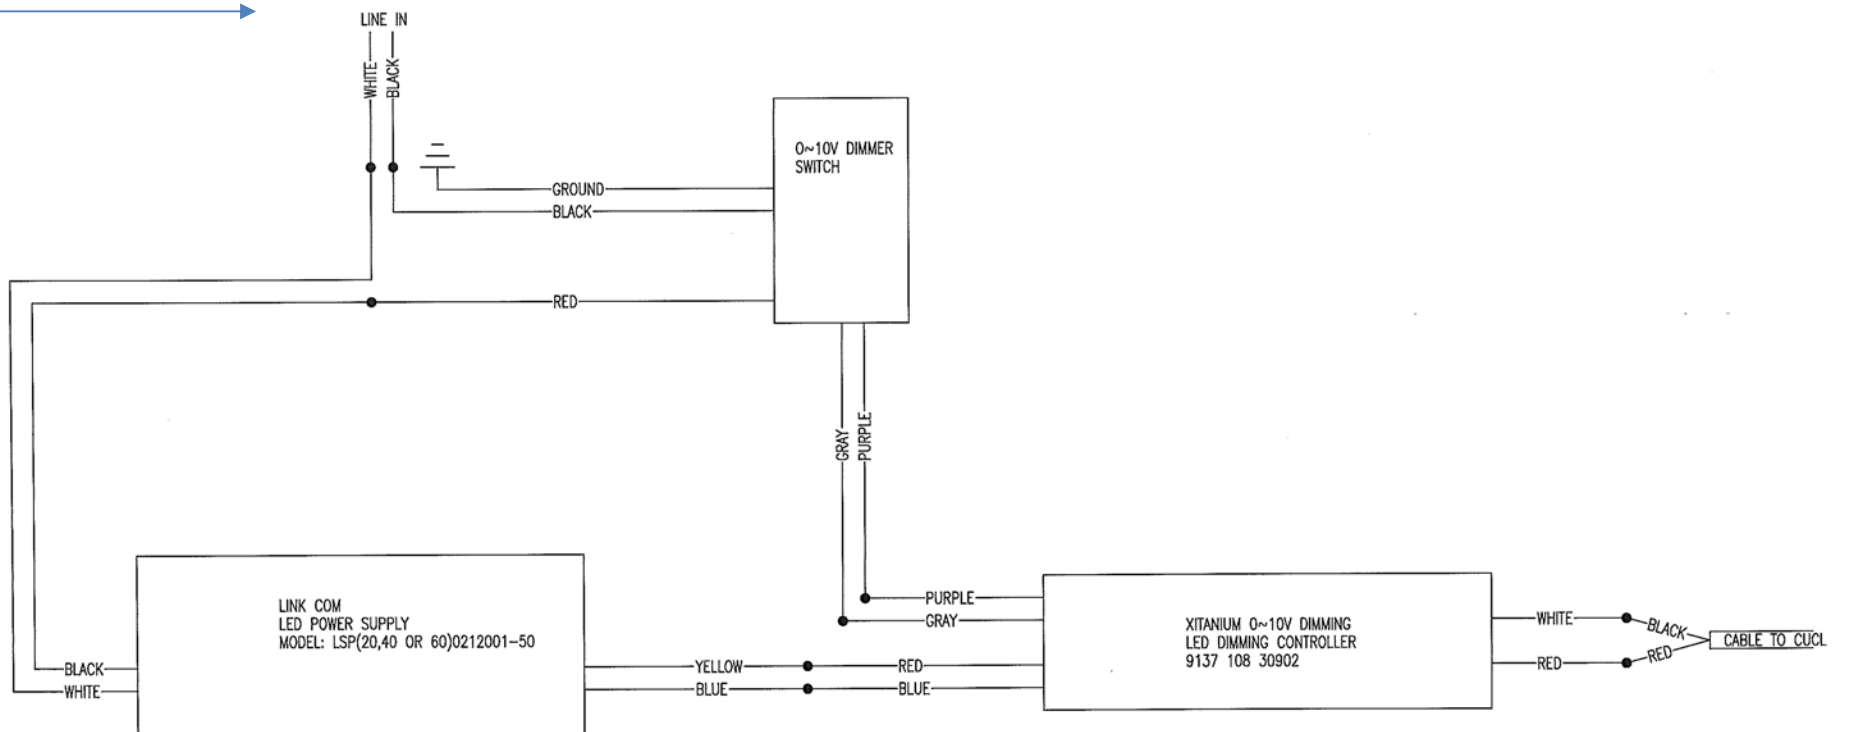 LINE IN
WHITE
BLACK
0~10V DIMMER
SWITCH
GROUND
BLACK
RED
GRAY
PURPLE
LINK COM
LED POWER SUPPLY
MODEL: LSP(20,40 OR 60)0212001-50
BLACK
WHITE
YELLOW
BLUE
PURPLE
GRAY
RED
BLUE
XITANIUM 0~10V DIMMING
LED DIMMING CONTROLLER
9137 108 30902
WHITE
RED
BLACK
RED
CABLE TO CUCL